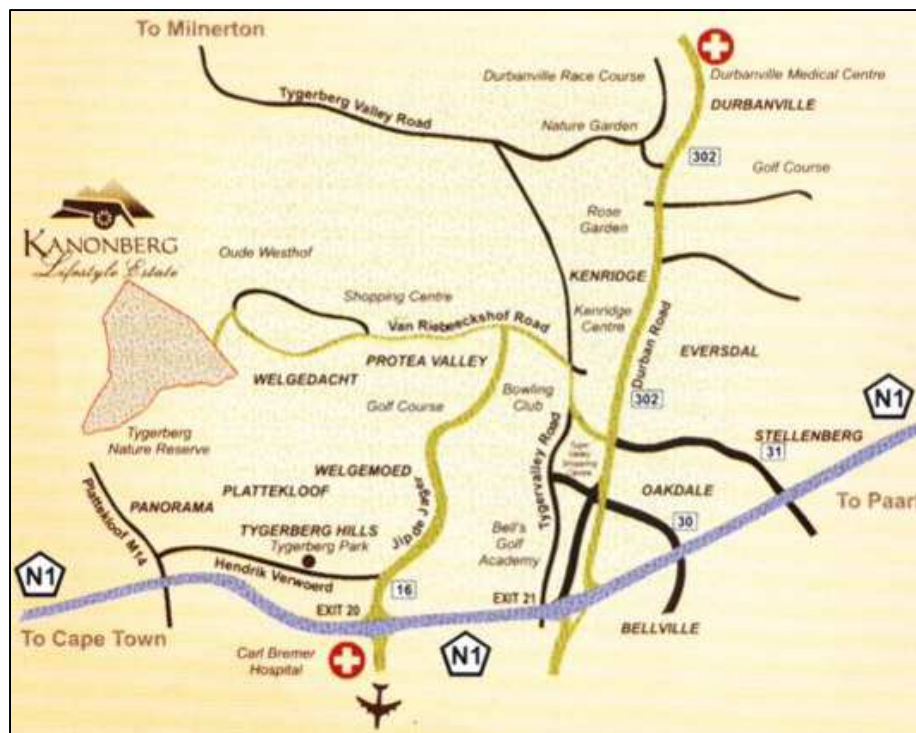 To Milnerton
Durbanville Race Course
Durbanville Medical Centre
DURBANVILLE
Tygerberg Valley Road
Nature Garden
302
Golf Course
KANONBERG
Lifestyle Estate
Rose
Garden
Oude Westhof
KENRIDGE
Shopping Centre
Kenridge
Centre
Van Riebeeckshof Road
Durban Road
EVERSDAL
PROTEA VALLEY
WELGEDACHT
Bowling
Club
Golf Course
302
N1
Tygerberg
Nature Reserve
STELLENBERG
31
Tyger
Valley
Shopping
Centre
WELGEMOED
PLATTEKLOOF
PANORAMA
Plattekloof M14
Jip de Jager
Tygervalley Road
OAKDALE
To Paarl
30
TYGERBERG HILLS
Tygerberg Park
Bell's
Golf
Academy
Hendrik Verwoerd
N1
16
EXIT 20
EXIT 21
To Cape Town
BELLVILLE
Carl Bremer
Hospital
N1